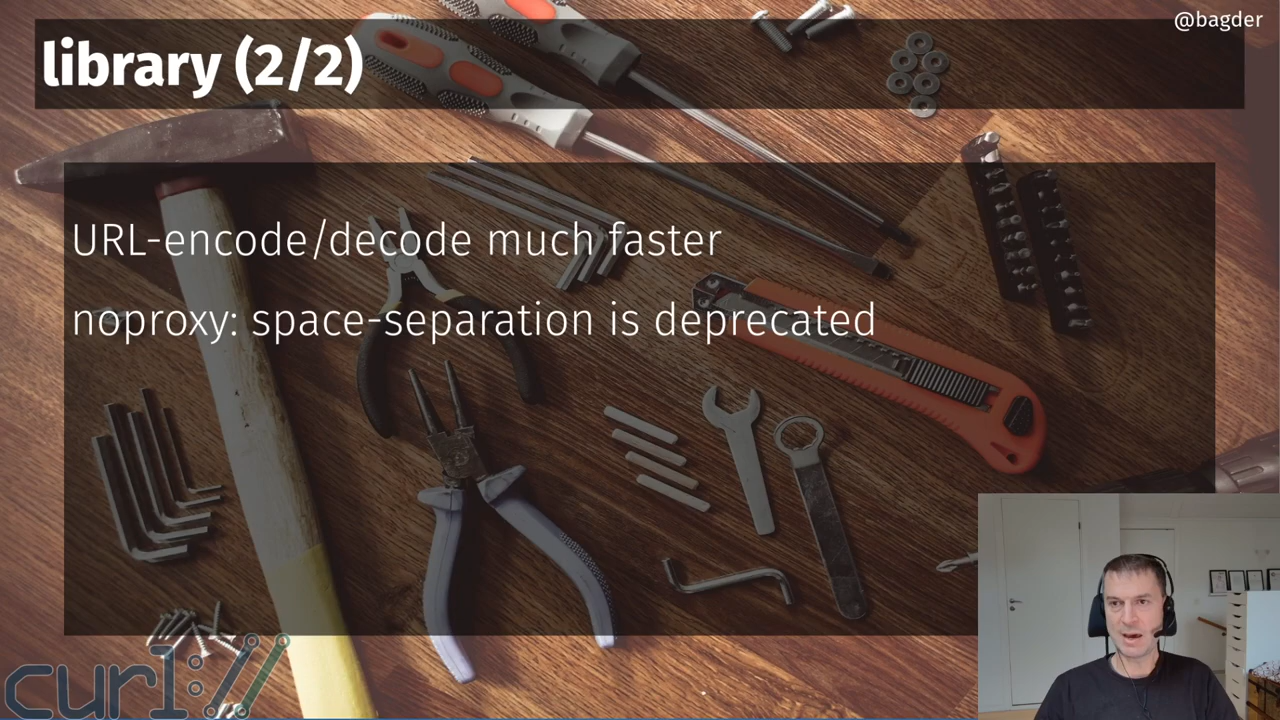 @bagder
library (2/2)
URL-encode/decode much faster
noproxy: space-separation is deprecated
curl://